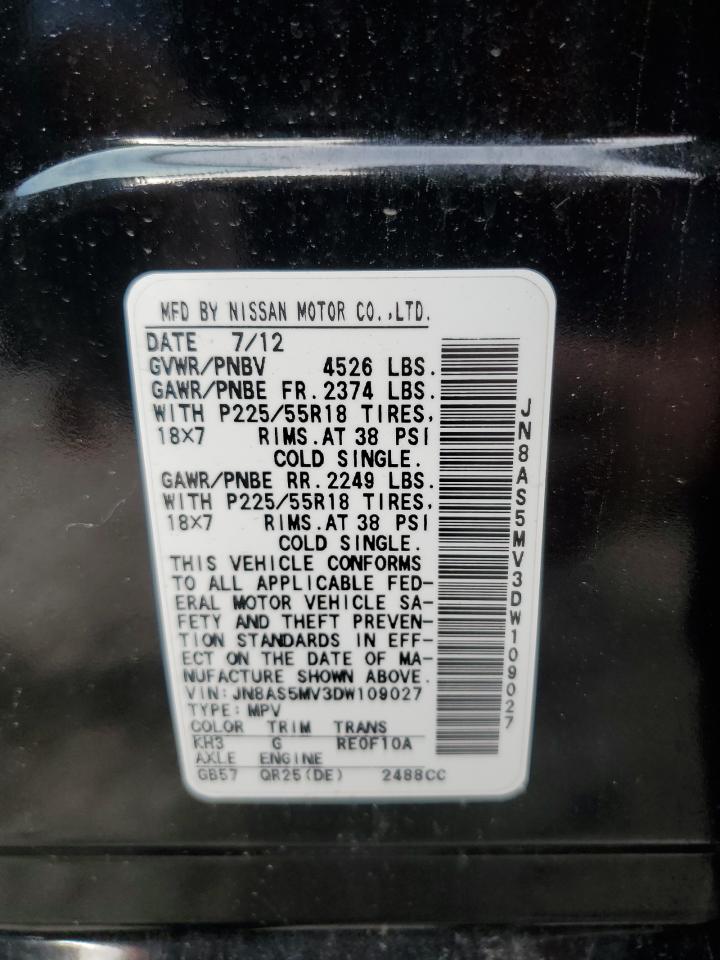 MFD BY NISSAN MOTOR CO.,LTD.
DATE 7/12
GVWR/PNBV 4526 LBS.
GAWR/PNBE FR.2374 LBS.
WITH P225/55R18 TIRES,
18×7 RIMS.AT 38 PSI
COLD SINGLE.
GAWR/PNBE RR.2249 LBS.
WITH P225/55R18 TIRES,
18×7 RIMS.AT 38 PSI
COLD SINGLE.
THIS VEHICLE CONFORMS
TO ALL APPLICABLE FED-
ERAL MOTOR VEHICLE SA-
FETY AND THEFT PREVEN-
TION STANDARDS IN EFF-
ECT ON THE DATE OF MA-
NUFACTURE SHOWN ABOVE.
VIN:JN8AS5MV3DW109027
TYPE:MPV
COLOR TRIM TRANS
KH3 G RE0F10A
AXLE ENGINE
GB57 QR25(DE) 2488CC
JN8AS5MV3DW109027